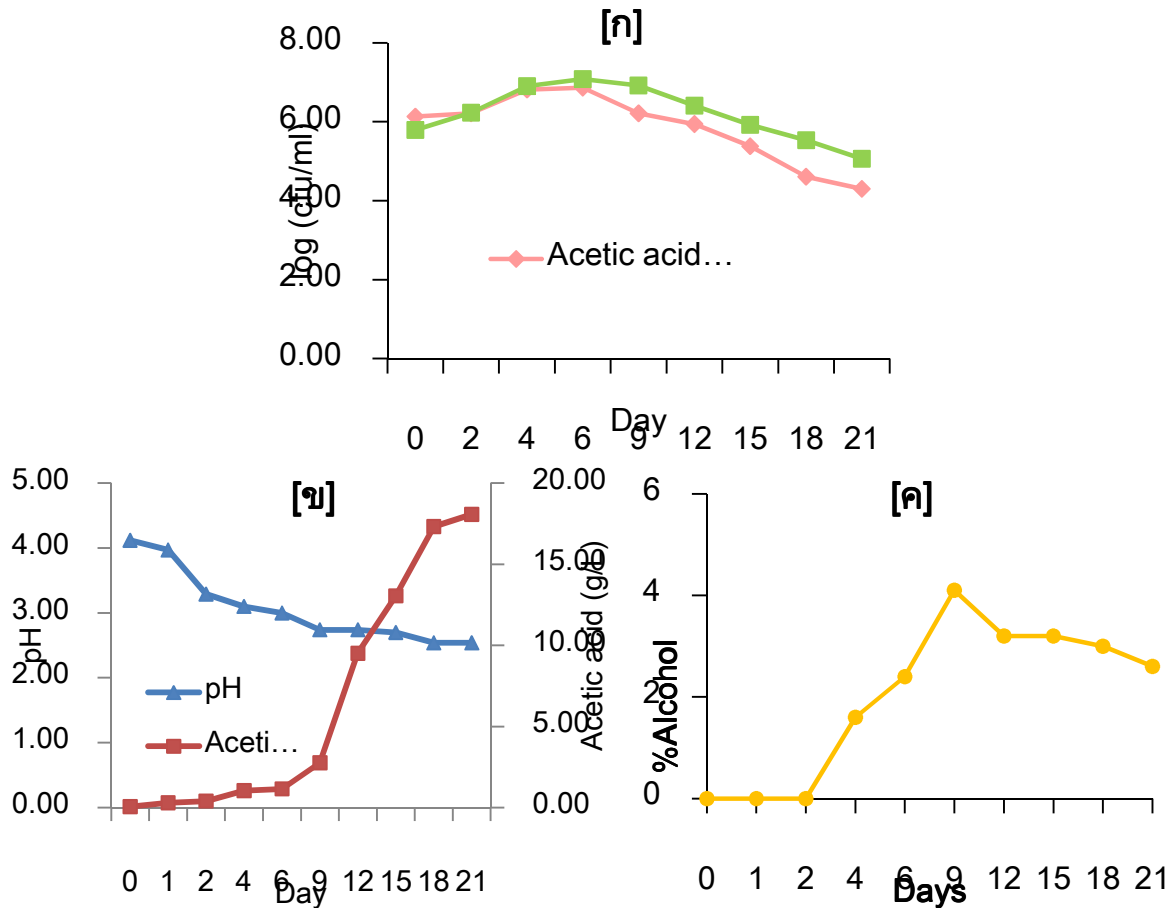 [ก]
8.00
6.00
4.00
2.00
0.00
log (cfu/ml)
Acetic acid…
Day
0 2 4 6 9 12 15 18 21
[ข]
5.00
4.00
3.00
2.00
1.00
0.00
pH
20.00
15.00
10.00
5.00
0.00
Acetic acid (g/l)
pH
Aceti…
0 1 2 4 6 9 12 15 18 21
Day
[ค]
6
4
2
0
%Alcohol
0 1 2 4 6 9 12 15 18 21
Days